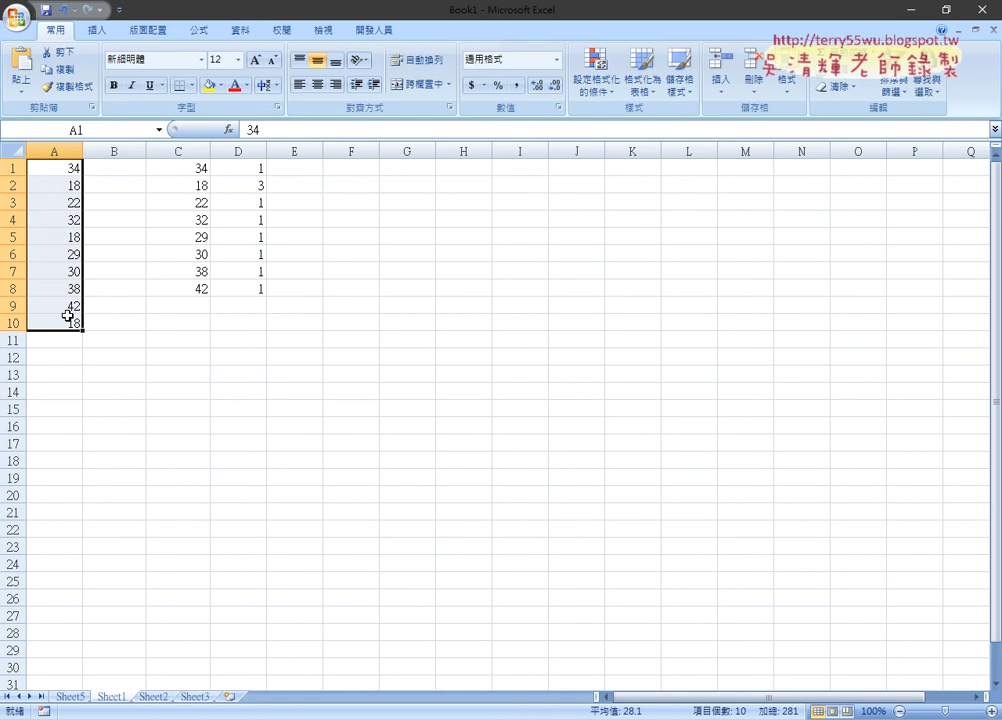 Book1 - Microsoft Excel
http://terry55wu.blogspot.tw
吳清輝老師錄製
常用 插入 版面配置 公式 資料 校閱 檢視 開發人員
貼上 剪下 複製 複製格式
新細明體 12
自動換列
跨欄置中
通用格式
設定格式化的條件 格式化為表格 儲存格樣式
插入 刪除 格式
清除 篩選 選取
剪貼簿 字型 對齊方式 數值 樣式 儲存格 編輯
A1 fx 34
A B C D E F G H I J K L M N O P Q
1 34 34 1
2 18 18 3
3 22 22 1
4 32 32 1
5 18 29 1
6 29 30 1
7 30 38 1
8 38 42 1
9 42
10 18
11
12
13
14
15
16
17
18
19
20
21
22
23
24
25
26
27
28
29
30
31
Sheet5 Sheet1 Sheet2 Sheet3
就緒 平均值: 28.1 項目個數: 10 加總: 281 100%